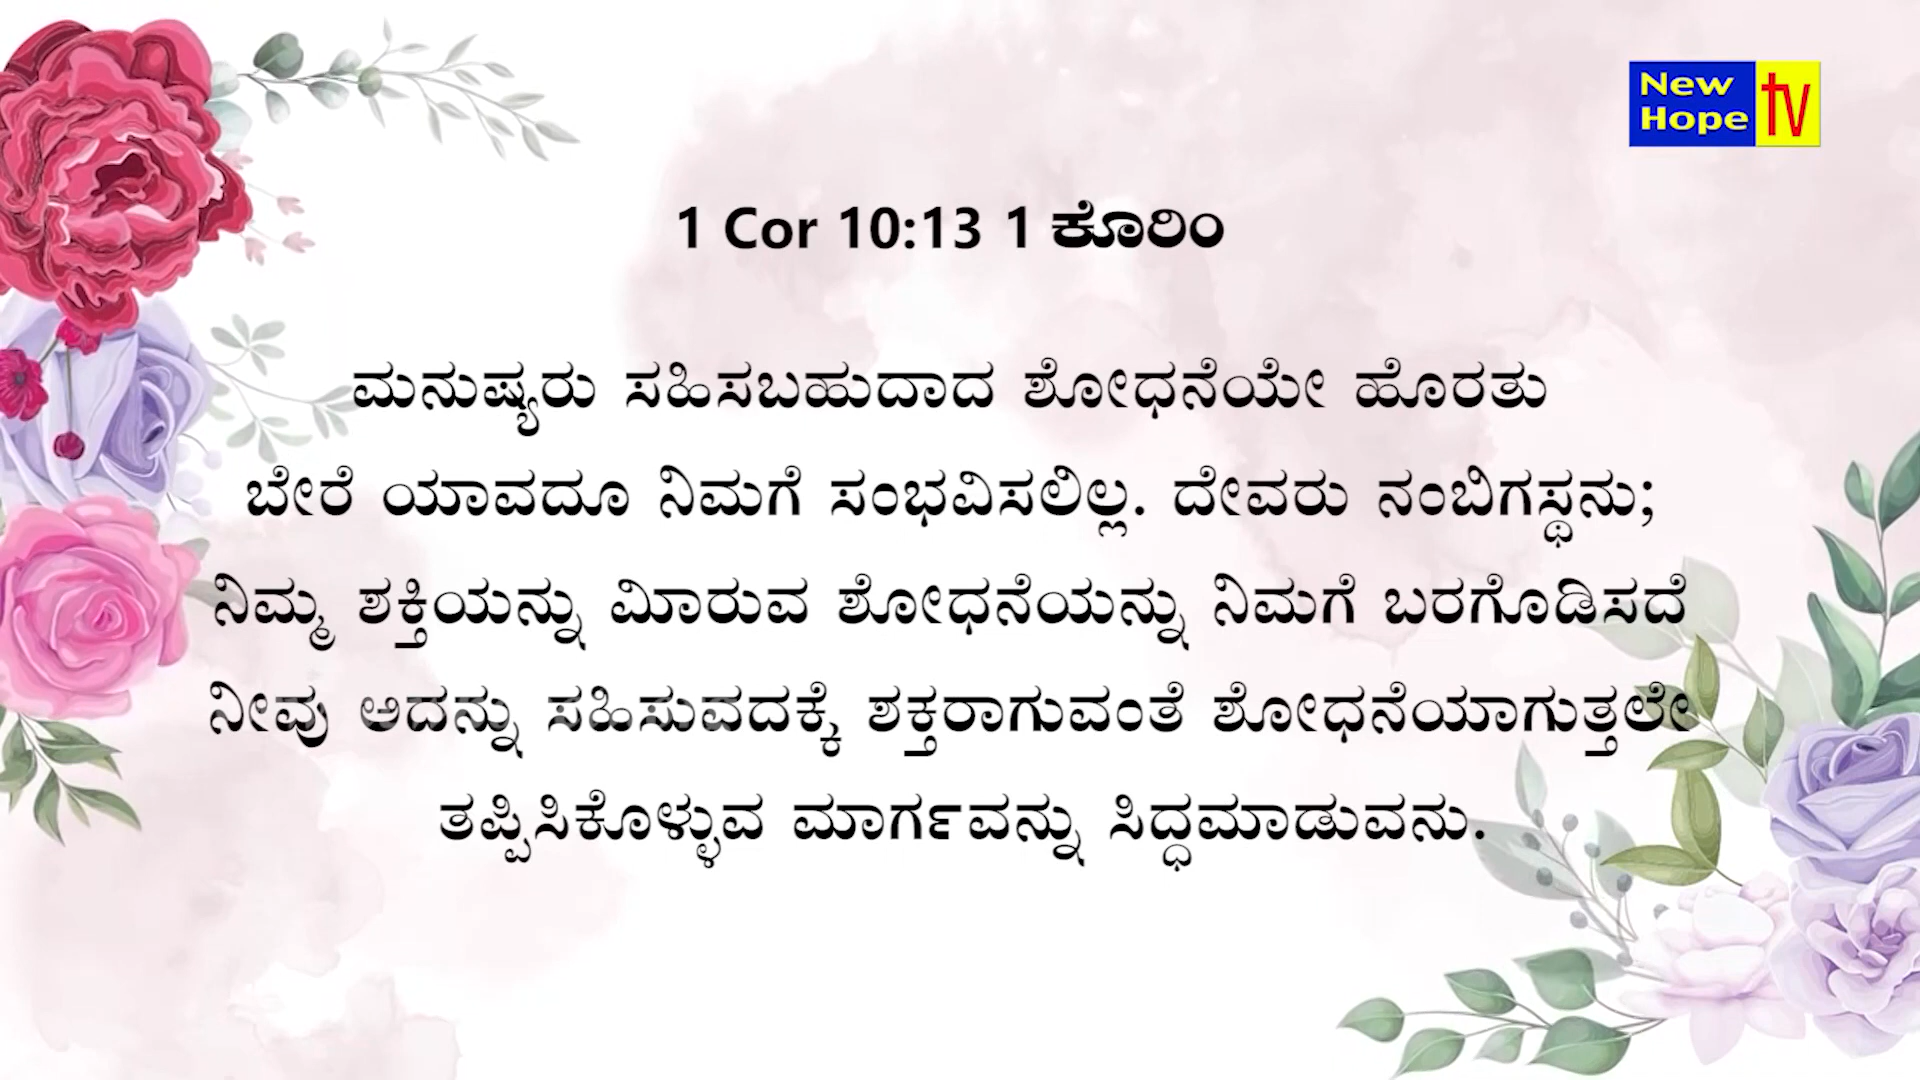 New
Hope
tv
1 Cor 10:13 1 ಕೊರಿಂ
ಮನುಷ್ಯರು ಸಹಿಸಬಹುದಾದ ಶೋಧನೆಯೇ ಹೊರತು
ಬೇರೆ ಯಾವದೂ ನಿಮಗೆ ಸಂಭವಿಸಲಿಲ್ಲ. ದೇವರು ನಂಬಿಗಸ್ಥನು;
ನಿಮ್ಮ ಶಕ್ತಿಯನ್ನು ಮೀರುವ ಶೋಧನೆಯನ್ನು ನಿಮಗೆ ಬರಗೊಡಿಸದೆ
ನೀವು ಅದನ್ನು ಸಹಿಸುವದಕ್ಕೆ ಶಕ್ತರಾಗುವಂತೆ ಶೋಧನೆಯಾಗುತ್ತಲೇ
ತಪ್ಪಿಸಿಕೊಳ್ಳುವ ಮಾರ್ಗವನ್ನು ಸಿದ್ಧಮಾಡುವನು.